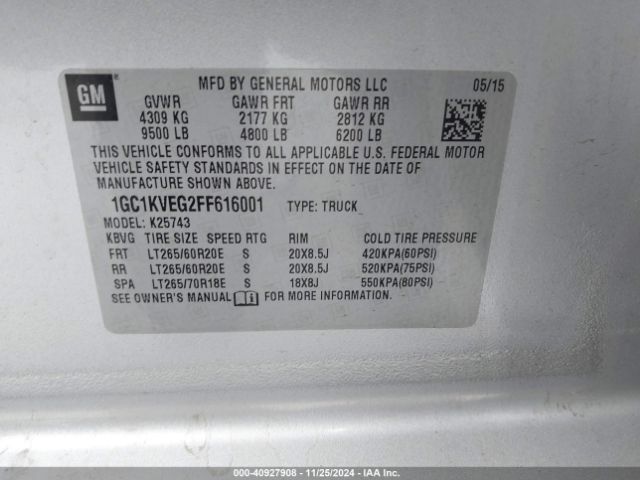 GM
MFD BY GENERAL MOTORS LLC 05/15
GVWR GAWR FRT GAWR RR
4309 KG 2177 KG 2812 KG
9500 LB 4800 LB 6200 LB
THIS VEHICLE CONFORMS TO ALL APPLICABLE U.S. FEDERAL MOTOR
VEHICLE SAFETY STANDARDS IN EFFECT ON THE DATE OF
MANUFACTURE SHOWN ABOVE.
1GC1KVEG2FF616001 TYPE: TRUCK
MODEL: K25743
KBVG TIRE SIZE SPEED RTG RIM COLD TIRE PRESSURE
FRT LT265/60R20E S 20X8.5J 420KPA(60PSI)
RR LT265/60R20E S 20X8.5J 520KPA(75PSI)
SPA LT265/70R18E S 18X8J 550KPA(80PSI)
SEE OWNER'S MANUAL FOR MORE INFORMATION.
000-40927908 - 11/25/2024 - IAA Inc.